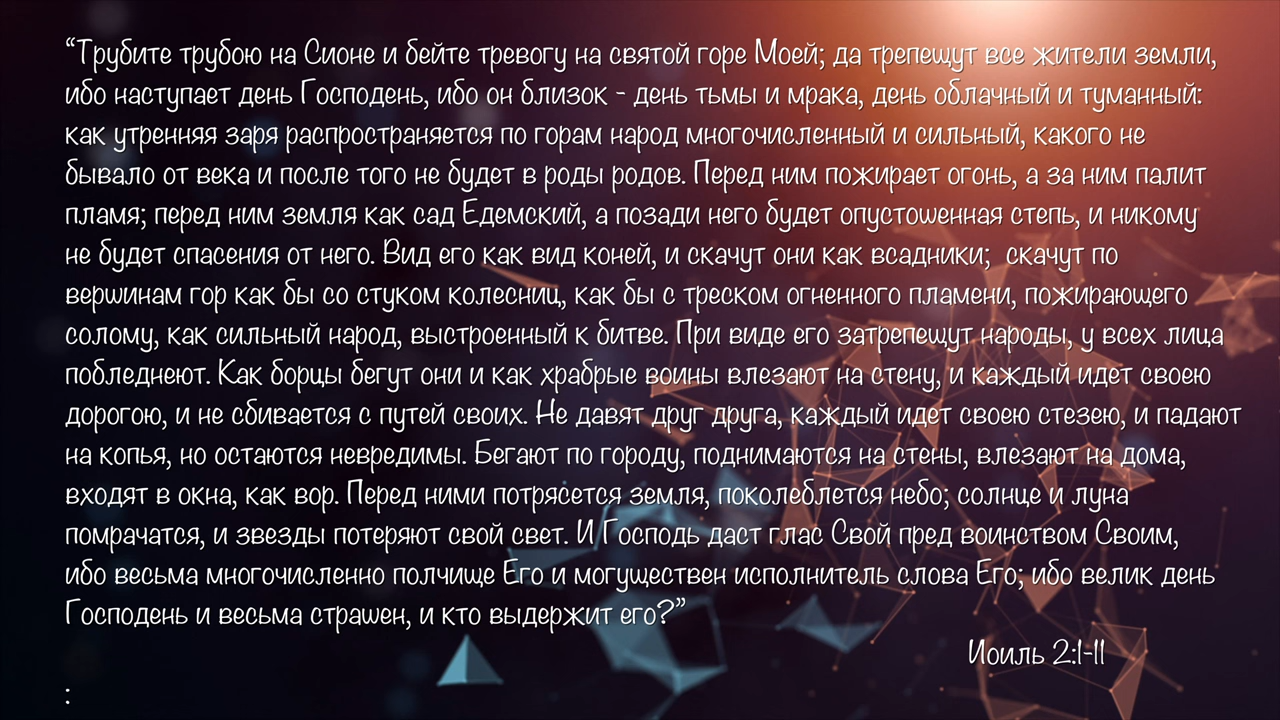 “Трубите трубою на Сионе и бейте тревогу на святой горе Моей; да трепещут все жители земли,
ибо наступает день Господень, ибо он близок - день тьмы и мрака, день облачный и туманный:
как утренняя заря распространяется по горам народ многочисленный и сильный, какого не
бывало от века и после того не будет в роды родов. Перед ним пожирает огонь, а за ним палит
пламя; перед ним земля как сад Едемский, а позади него будет опустошенная степь, и никому
не будет спасения от него. Вид его как вид коней, и скачут они как всадники;  скачут по
вершинам гор как бы со стуком колесниц, как бы с треском огненного пламени, пожирающего
солому, как сильный народ, выстроенный к битве. При виде его затрепещут народы, у всех лица
побледнеют. Как борцы бегут они и как храбрые воины влезают на стену, и каждый идет своею
дорогою, и не сбивается с путей своих. Не давят друг друга, каждый идет своею стезею, и падают
на копья, но остаются невредимы. Бегают по городу, поднимаются на стены, влезают на дома,
входят в окна, как вор. Перед ними потрясется земля, поколеблется небо; солнце и луна
помрачатся, и звезды потеряют свой свет. И Господь даст глас Свой пред воинством Своим,
ибо весьма многочисленно полчище Его и могуществен исполнитель слова Его; ибо велик день
Господень и весьма страшен, и кто выдержит его?”
Иоиль 2:1-11
: